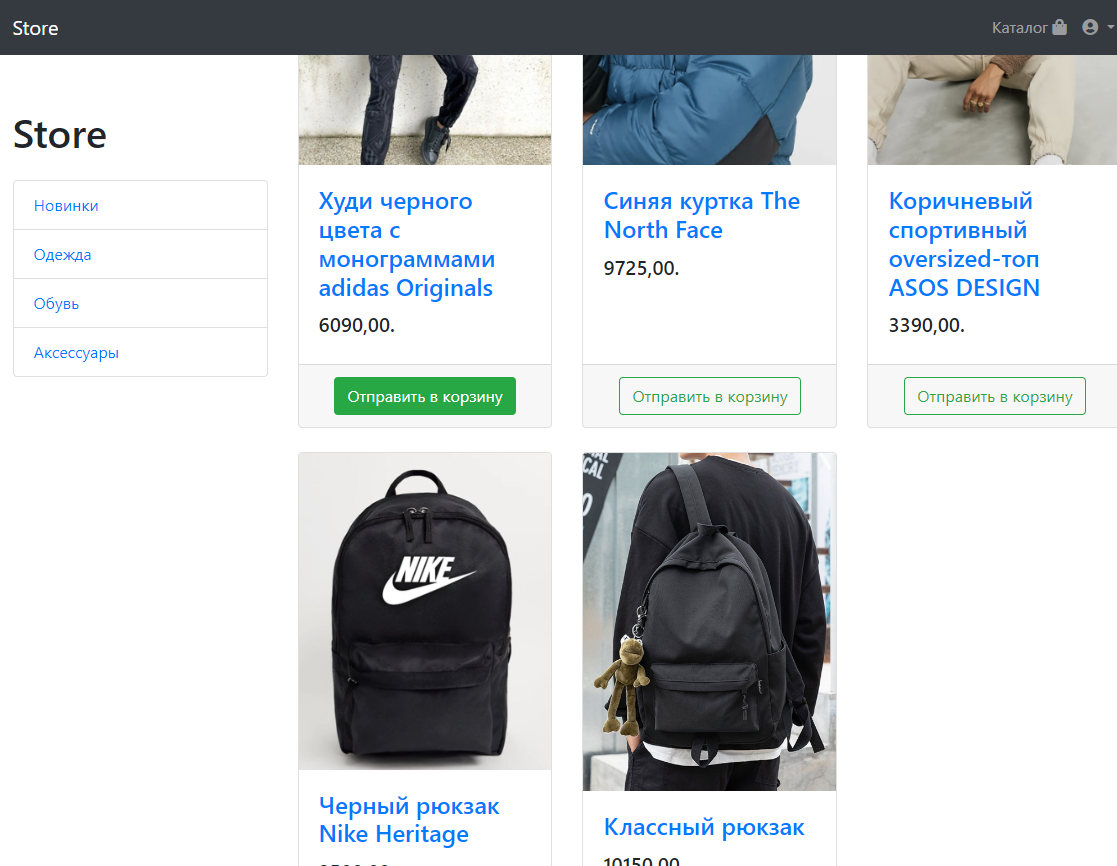 Store
Каталог
Store
Новинки
Одежда
Обувь
Аксессуары
Худи черного
цвета с
монограммами
adidas Originals
6090,00.
Отправить в корзину
Синяя куртка The
North Face
9725,00.
Отправить в корзину
Коричневый
спортивный
oversized-топ
ASOS DESIGN
3390,00.
Отправить в корзину
NIKE
Черный рюкзак
Nike Heritage
Классный рюкзак
10150,00